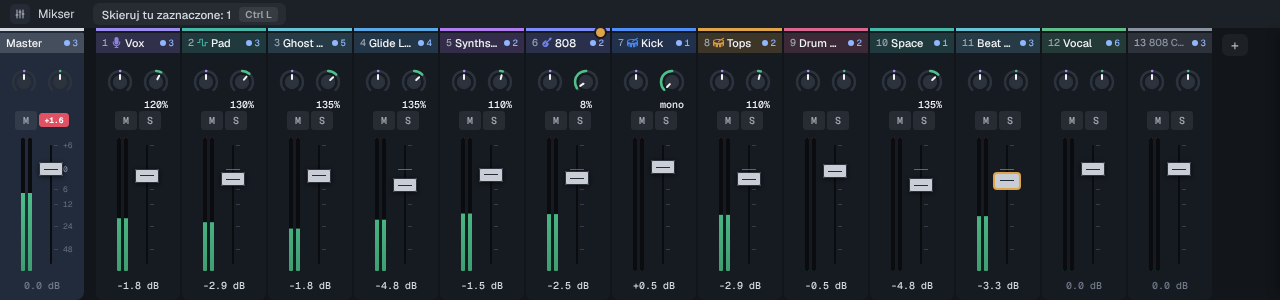 Mikser Skieruj tu zaznaczone: 1 Ctrl L
Master 3 1 Vox 3 2 Pad 3 3 Ghost ... 5 4 Glide L... 4 5 Synths... 2 6 808 2 7 Kick 1 8 Tops 2 9 Drum ... 2 10 Space 1 11 Beat ... 3 12 Vocal 6 13 808 C... 3 +
120% 130% 135% 135% 110% 8% mono 110% 135%
M +1.6 M S M S M S M S M S M S M S M S M S M S M S M S M S
+6
0
6
12
24
48
0.0 dB -1.8 dB -2.9 dB -1.8 dB -4.8 dB -1.5 dB -2.5 dB +0.5 dB -2.9 dB -0.5 dB -4.8 dB -3.3 dB 0.0 dB 0.0 dB